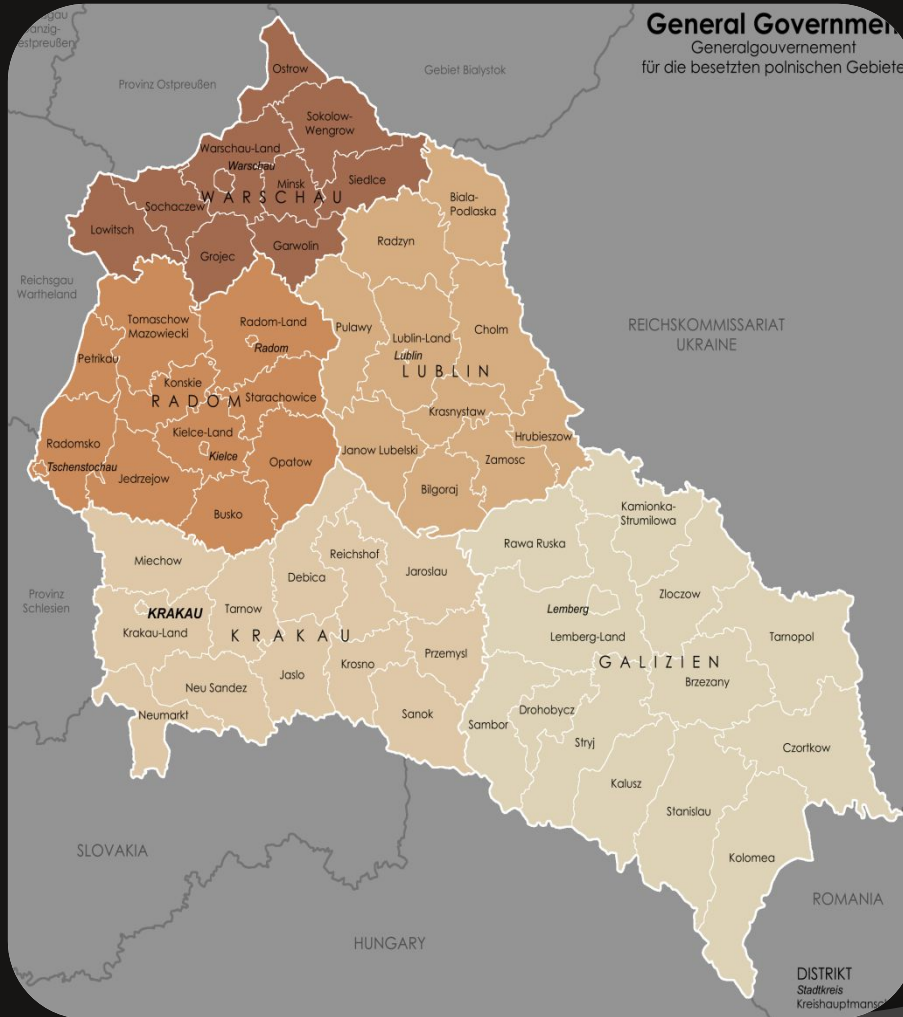 General Governmen
Generalgouvernement
für die besetzten polnischen Gebiete
gau
anzig-
estpreußen
Provinz Ostpreußen
Gebiet Bialystok
Ostrow
Sokolow-
Wengrow
Warschau-Land
Warschau
Minsk
Siedlce
WARSCHAU
Sochaczew
Lowitsch
Grojec
Garwolin
Biala-
Podlaska
Radzyn
Reichsgau
Wartheland
Tomaschow
Mazowiecki
Radom-Land
Radom
Petrikau
Konskie
RADOM
Starachowice
Kielce-Land
Kielce
Radomsko
Tschenstochau
Jedrzejow
Opatow
Busko
Pulawy
Lublin-Land
Lublin
LUBLIN
Cholm
Krasnystaw
Janow Lubelski
Hrubieszow
Zamosc
Bilgoraj
REICHSKOMMISSARIAT
UKRAINE
Provinz
Schlesien
Miechow
KRAKAU
Krakau-Land
Tarnow
KRAKAU
Debica
Reichshof
Jaroslau
Przemysl
Jaslo
Krosno
Neu Sandez
Neumarkt
Sanok
Rawa Ruska
Kamionka-
Strumilowa
Lemberg
Lemberg-Land
Zloczow
Tarnopol
GALIZIEN
Brzezany
Sambor
Drohobycz
Stryj
Czortkow
Kalusz
Stanislau
Kolomea
SLOVAKIA
HUNGARY
ROMANIA
DISTRIKT
Stadtkreis
Kreishauptmansc